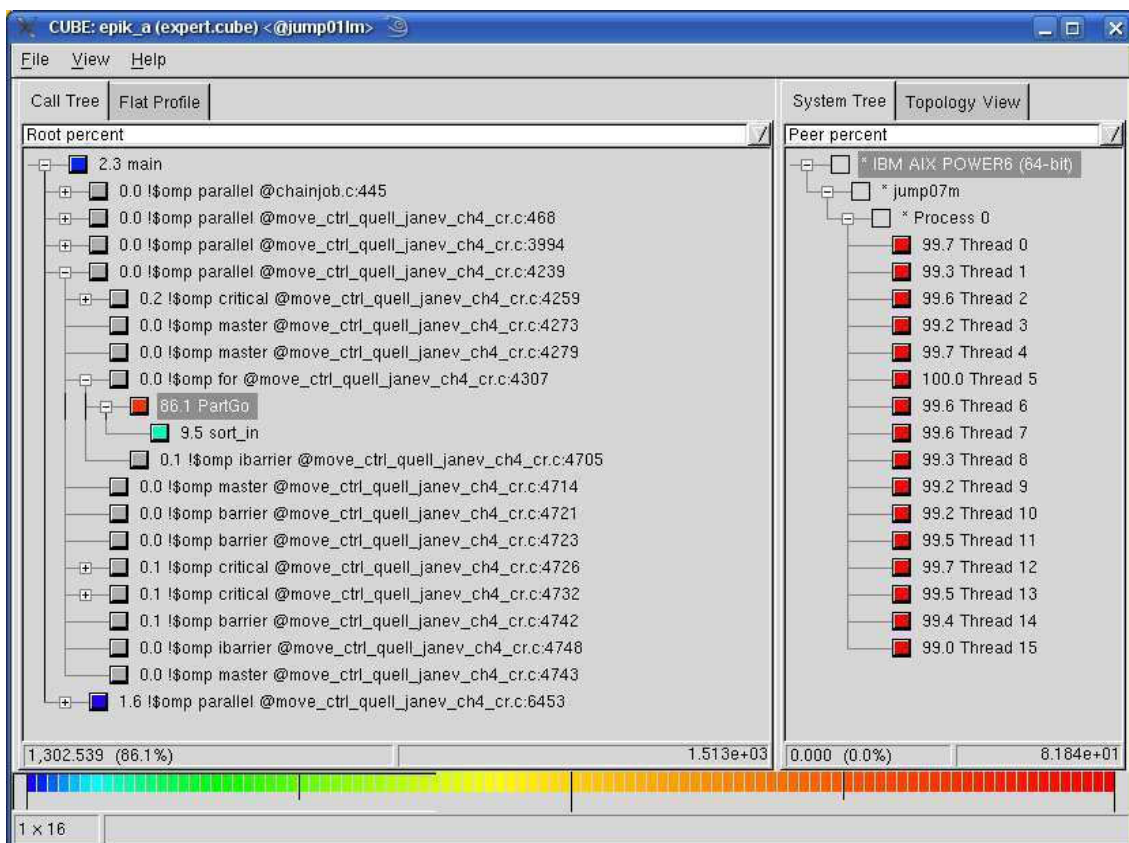 CUBE: epik_a (expert.cube) <@jump01lm>
File View Help
Call Tree Flat Profile
Root percent
2.3 main
0.0 !$omp parallel @chainjob.c:445
0.0 !$omp parallel @move_ctrl_quell_janev_ch4_cr.c:468
0.0 !$omp parallel @move_ctrl_quell_janev_ch4_cr.c:3994
0.0 !$omp parallel @move_ctrl_quell_janev_ch4_cr.c:4239
0.2 !$omp critical @move_ctrl_quell_janev_ch4_cr.c:4259
0.0 !$omp master @move_ctrl_quell_janev_ch4_cr.c:4273
0.0 !$omp master @move_ctrl_quell_janev_ch4_cr.c:4279
0.0 !$omp for @move_ctrl_quell_janev_ch4_cr.c:4307
86.1 PartGo
9.5 sort_in
0.1 !$omp ibarrier @move_ctrl_quell_janev_ch4_cr.c:4705
0.0 !$omp master @move_ctrl_quell_janev_ch4_cr.c:4714
0.0 !$omp barrier @move_ctrl_quell_janev_ch4_cr.c:4721
0.0 !$omp barrier @move_ctrl_quell_janev_ch4_cr.c:4723
0.1 !$omp critical @move_ctrl_quell_janev_ch4_cr.c:4726
0.1 !$omp critical @move_ctrl_quell_janev_ch4_cr.c:4732
0.1 !$omp barrier @move_ctrl_quell_janev_ch4_cr.c:4742
0.0 !$omp ibarrier @move_ctrl_quell_janev_ch4_cr.c:4748
0.0 !$omp master @move_ctrl_quell_janev_ch4_cr.c:4743
1.6 !$omp parallel @move_ctrl_quell_janev_ch4_cr.c:6453
1,302.539 (86.1%) 1.513e+03
System Tree Topology View
Peer percent
* IBM AIX POWER6 (64-bit)
* jump07m
* Process 0
99.7 Thread 0
99.3 Thread 1
99.6 Thread 2
99.2 Thread 3
99.7 Thread 4
100.0 Thread 5
99.6 Thread 6
99.6 Thread 7
99.3 Thread 8
99.2 Thread 9
99.2 Thread 10
99.5 Thread 11
99.7 Thread 12
99.5 Thread 13
99.4 Thread 14
99.0 Thread 15
0.000 (0.0%) 8.184e+01
1 x 16